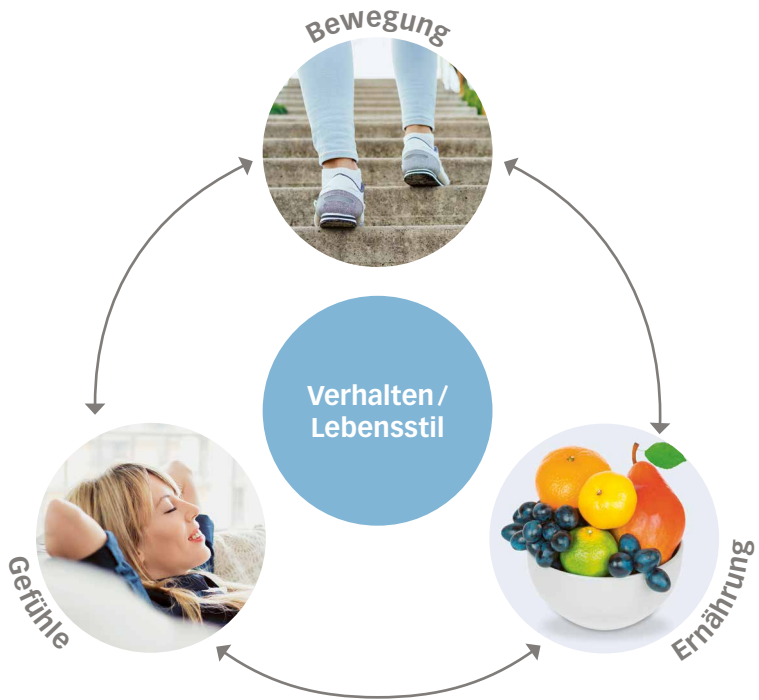 Bewegung
Verhalten/
Lebensstil
Gefühle
Ernährung